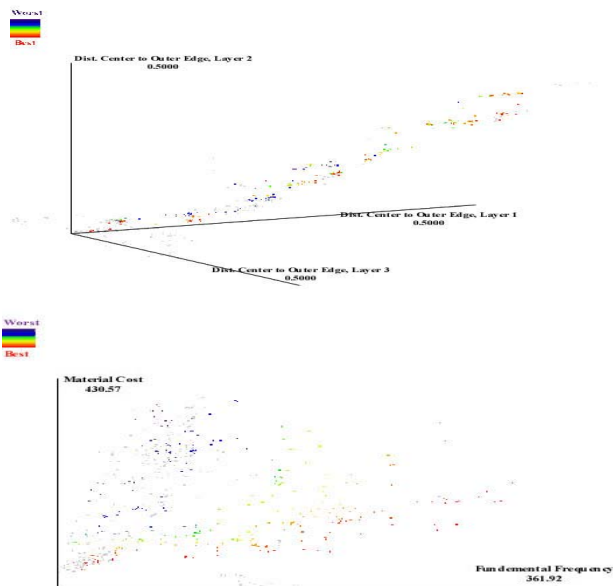 Worst
Best
Dist. Center to Outer Edge, Layer 2
0.5000
Dist. Center to Outer Edge, Layer 1
0.5000
Dist. Center to Outer Edge, Layer 3
0.5000
Worst
Best
Material Cost
430.57
Fundemental Frequency
361.92